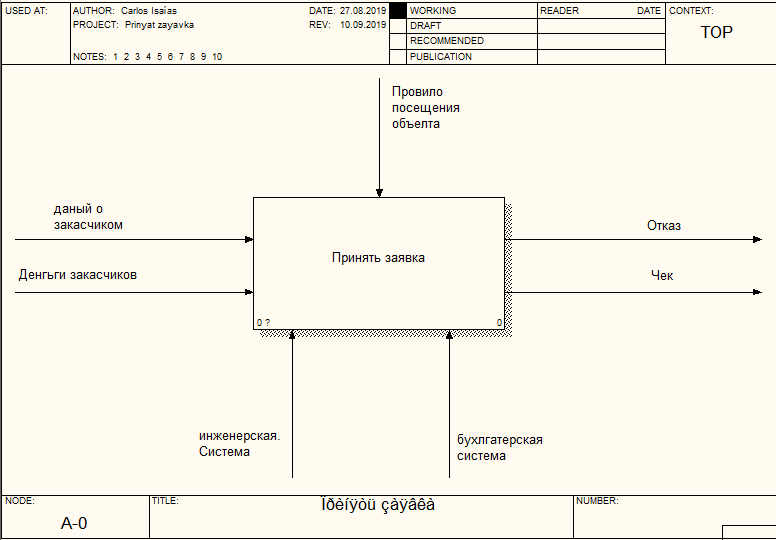 USED AT:
AUTHOR: Carlos Isaías
DATE: 27.08.2019
PROJECT: Prinyat zayavka
REV: 10.09.2019
NOTES: 1 2 3 4 5 6 7 8 9 10
WORKING
DRAFT
RECOMMENDED
PUBLICATION
READER DATE
CONTEXT:
TOP
Провило
посещения
объелта
даный о
закасчиком
Денгьги закасчиков
Принять заявка
0 ?
0
Отказ
Чек
инженерская.
Система
бухлгатерская
система
NODE:
A-0
TITLE:
Ïðèíÿòü çàÿâêà
NUMBER: